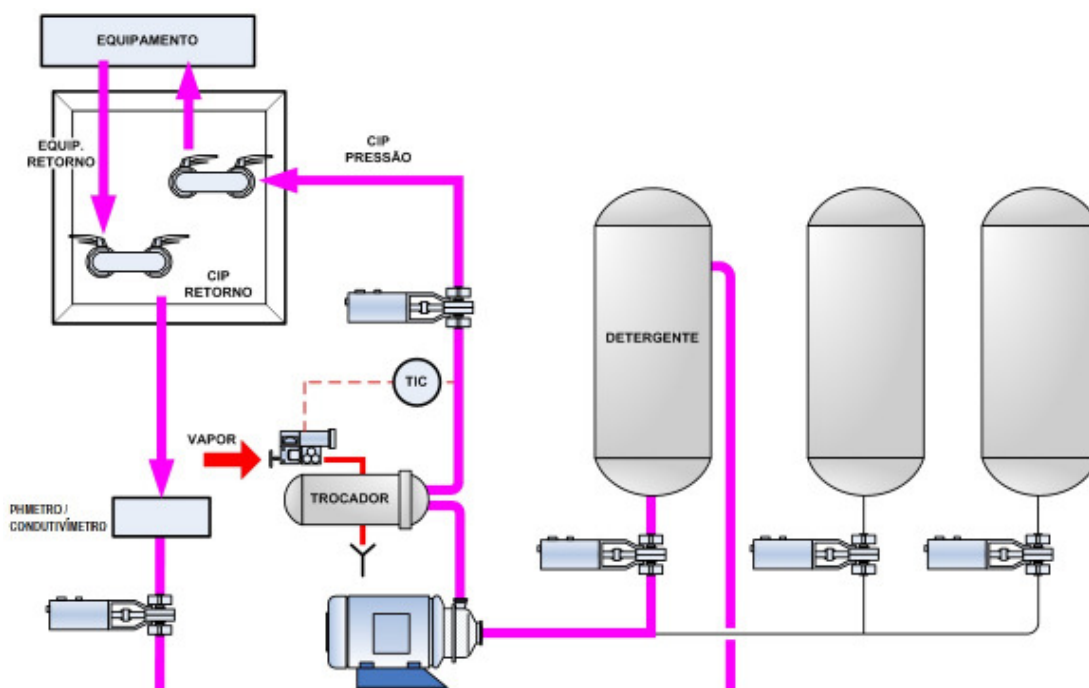 EQUIPAMENTO
EQUIP.
RETORNO
CIP
PRESSÃO
CIP
RETORNO
DETERGENTE
TIC
VAPOR
TROCADOR
PHMETRO /
CONDUTIVÍMETRO